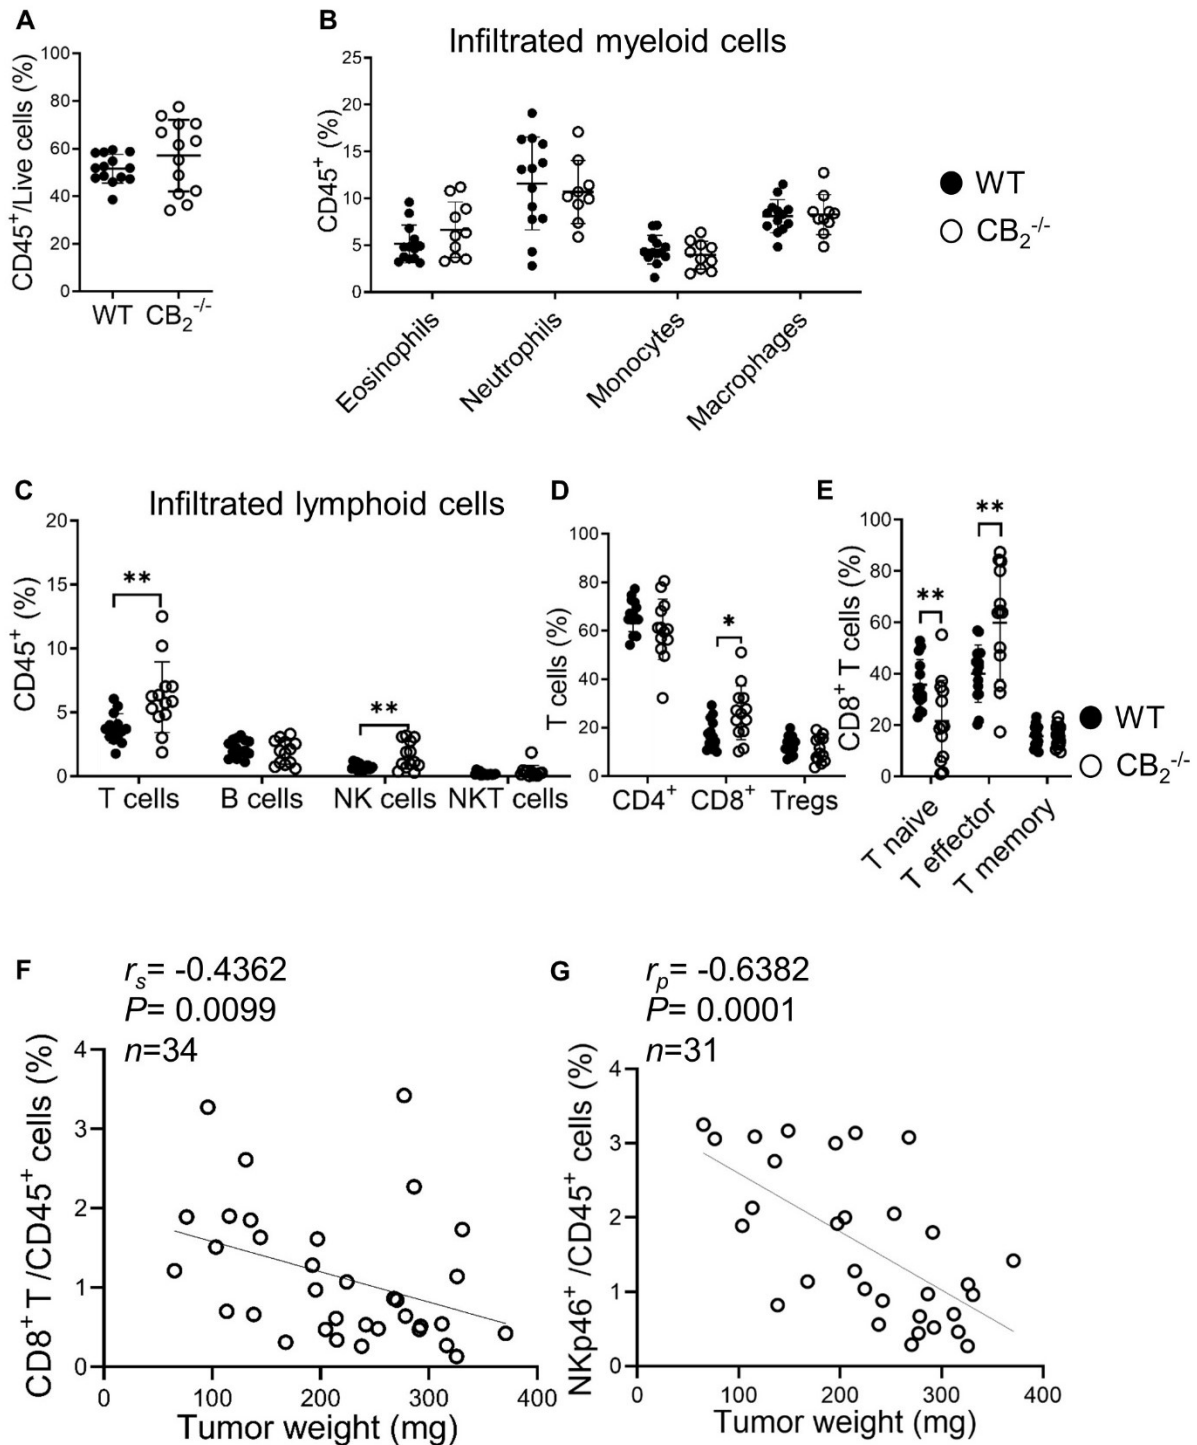 A
CD45⁺/Live cells (%)
100
80
60
40
20
0
WT
CB₂⁻/⁻
B
Infiltrated myeloid cells
CD45⁺ (%)
25
20
15
10
5
0
Eosinophils
Neutrophils
Monocytes
Macrophages
WT
CB₂⁻/⁻
C
Infiltrated lymphoid cells
CD45⁺ (%)
20
15
10
5
0
**
**
T cells
B cells
NK cells
NKT cells
D
T cells (%)
100
80
60
40
20
0
*
CD4⁺
CD8⁺
Tregs
E
CD8⁺ T cells (%)
100
80
60
40
20
0
**
**
T naive
T effector
T memory
WT
CB₂⁻/⁻
F
rₛ= -0.4362
P= 0.0099
n=34
CD8⁺ T /CD45⁺ cells (%)
4
3
2
1
0
0
100
200
300
400
Tumor weight (mg)
G
rₚ= -0.6382
P= 0.0001
n=31
NKp46⁺ /CD45⁺ cells (%)
4
3
2
1
0
0
100
200
300
400
Tumor weight (mg)